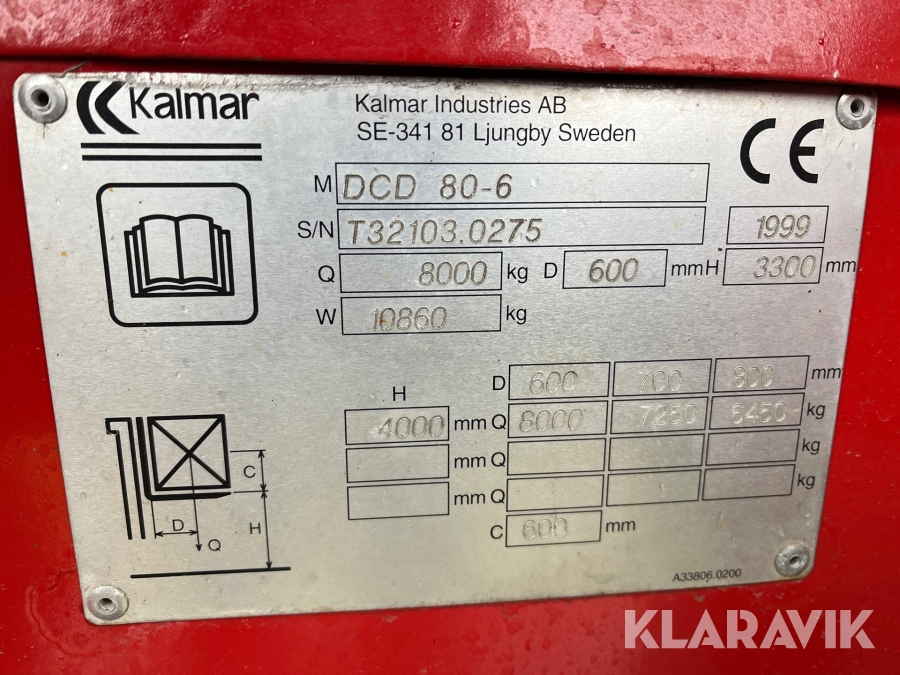 Kalmar
Kalmar Industries AB
SE-341 81 Ljungby Sweden
CE
M DCD 80-6
S/N T32103.0275 1999
Q 8000 kg D 600 mm H 3300 mm
W 10860 kg
H D 600 700 800 mm
4000 mm Q 8000 7250 6450 kg
mm Q kg
mm Q kg
C 600 mm
C
D
H
Q
A33806.0200
KLARAVIK